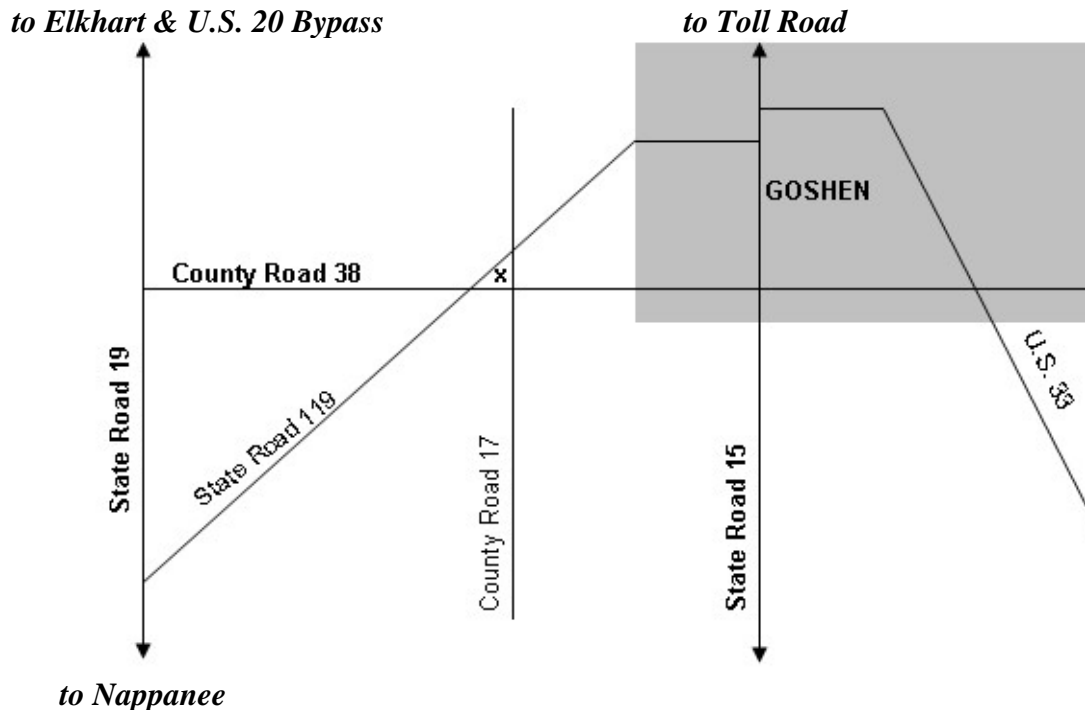 to Elkhart & U.S. 20 Bypass
to Toll Road
GOSHEN
County Road 38
x
State Road 19
State Road 119
County Road 17
State Road 15
U.S. 33
to Nappanee